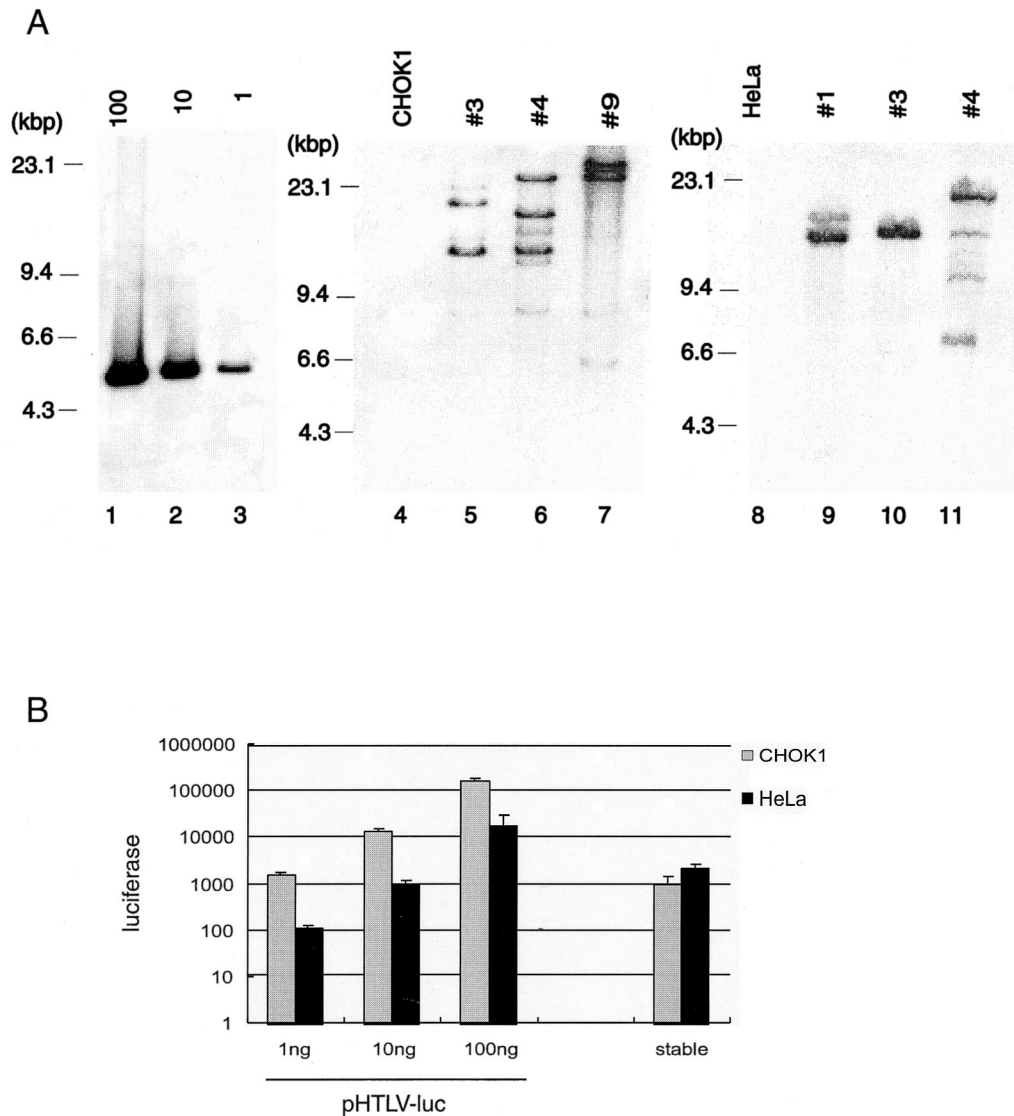 A
100 10 1
(kbp)
23.1
9.4
6.6
4.3
1 2 3
CHOK1 #3 #4 #9
(kbp)
23.1
9.4
6.6
4.3
4 5 6 7
HeLa #1 #3 #4
(kbp)
23.1
9.4
6.6
4.3
8 9 10 11
B
luciferase
1000000
100000
10000
1000
100
10
1
1ng 10ng 100ng stable
pHTLV-luc
CHOK1
HeLa